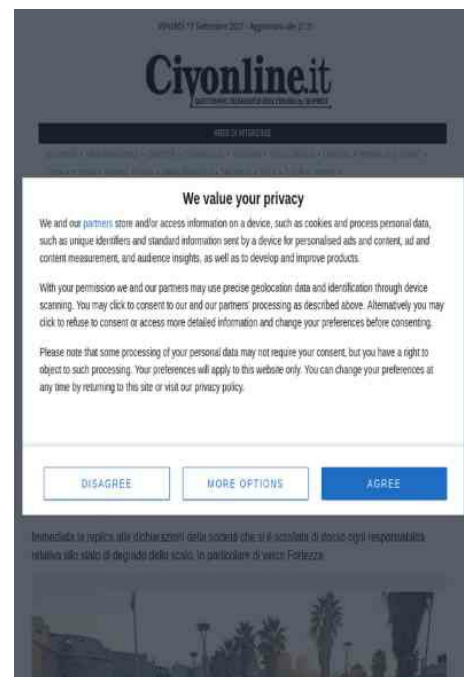 VENERDÌ 17 Settembre 2021 - Aggiornato alle 21:31
Civonline.it
We value your privacy
We and our partners store and/or access information on a device, such as cookies and process personal data,
such as unique identifiers and standard information sent by a device for personalised ads and content, ad and
content measurement, and audience insights, as well as to develop and improve products.
With your permission we and our partners may use precise geolocation data and identification through device
scanning. You may click to consent to our and our partners' processing as described above. Alternatively you may
click to refuse to consent or access more detailed information and change your preferences before consenting.
Please note that some processing of your personal data may not require your consent, but you have a right to
object to such processing. Your preferences will apply to this website only. You can change your preferences at
any time by returning to this site or visit our privacy policy.
DISAGREE
MORE OPTIONS
AGREE
Immediata la replica alle dichiarazioni della società che si è scrollata di dosso ogni responsabilità
relativa allo stato di degrado dello scalo, in particolare di varco Fortezza